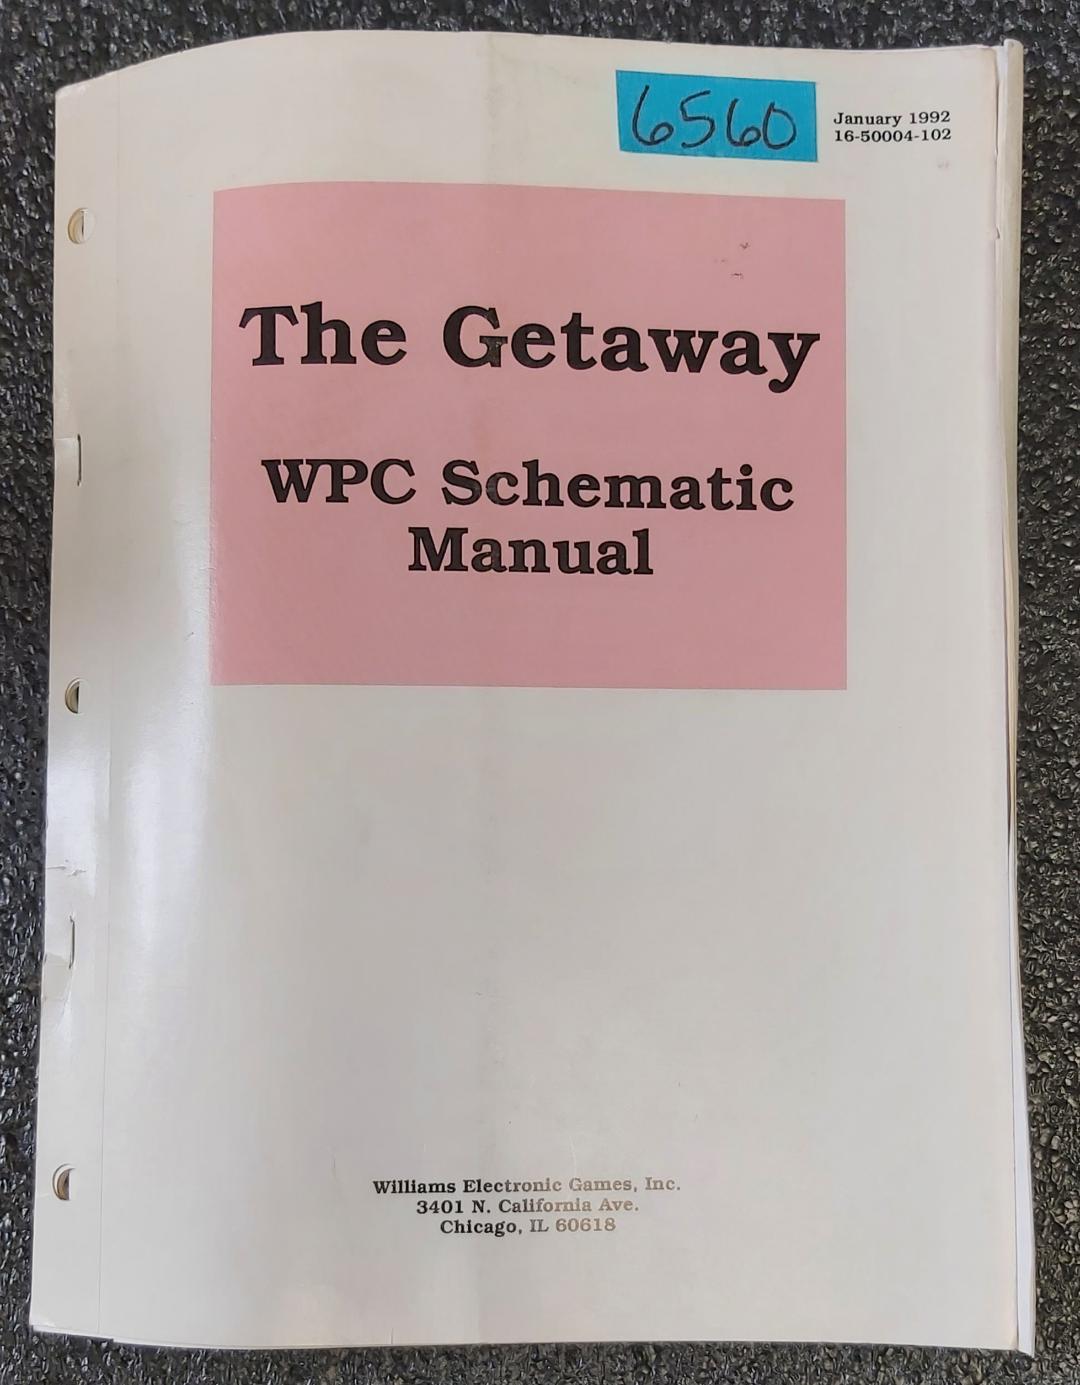 6560
January 1992
16-50004-102
The Getaway
WPC Schematic
Manual
Williams Electronic Games, Inc.
3401 N. California Ave.
Chicago, IL 60618